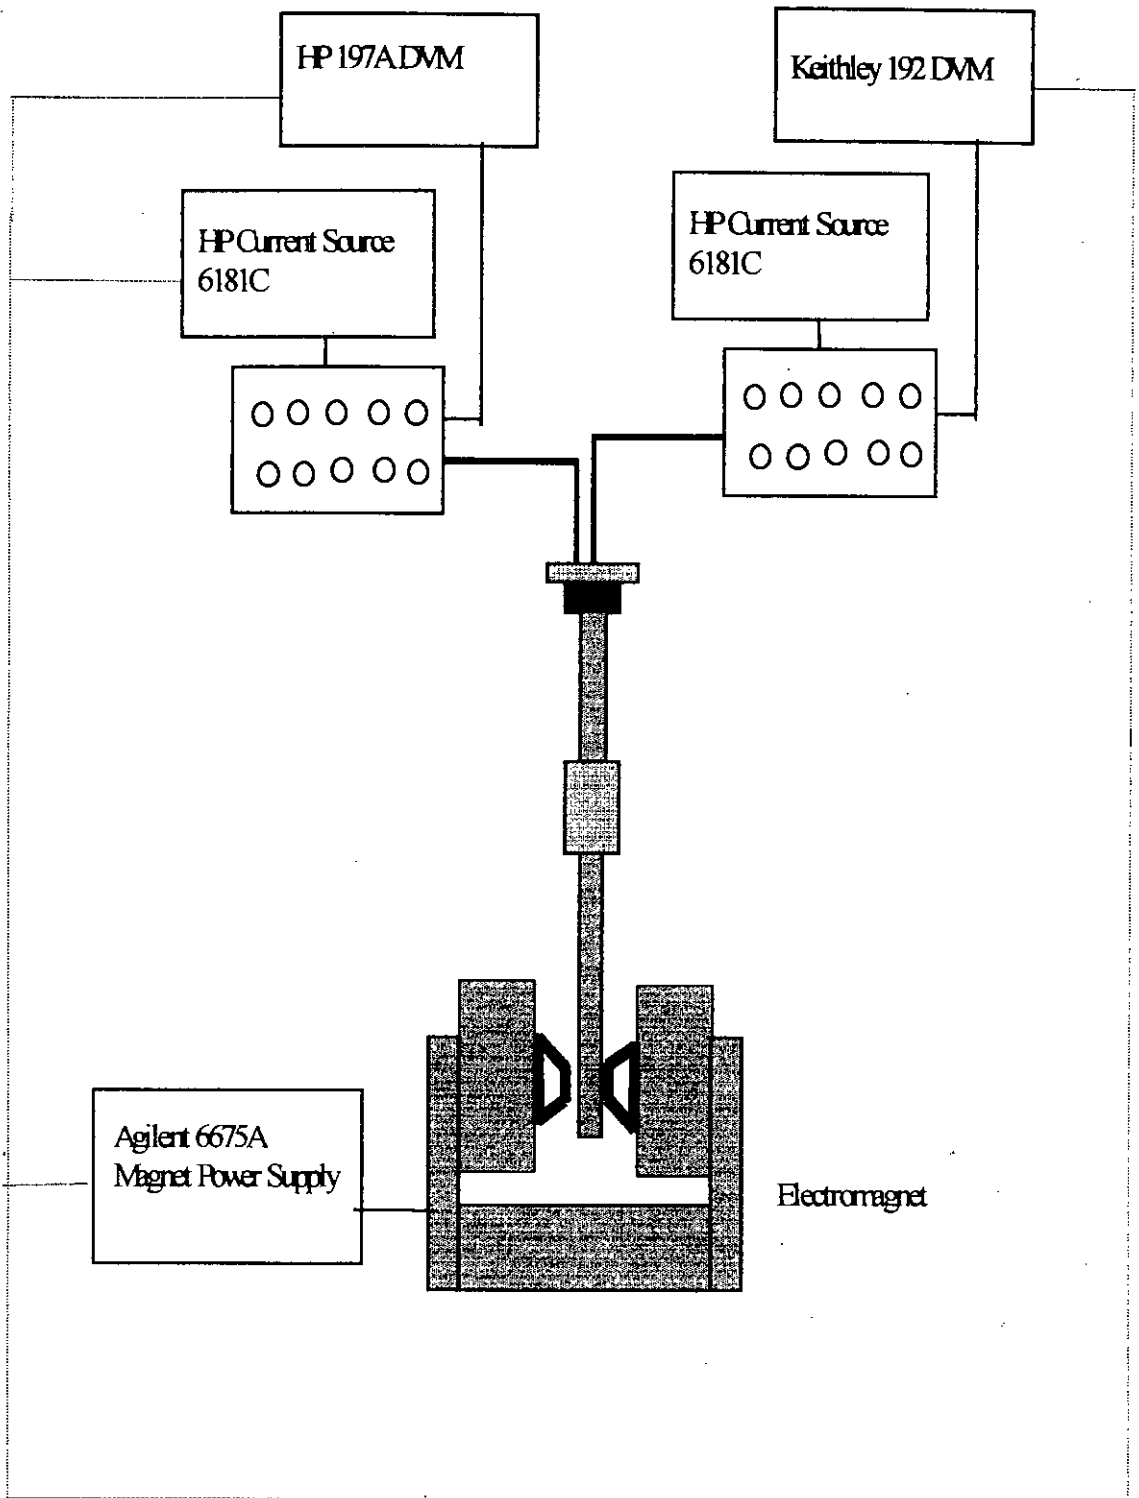 HP 197A DVM
Keithley 192 DVM
HP Current Source
6181C
HP Current Source
6181C
Agilent 6675A
Magnet Power Supply
Electromagnet